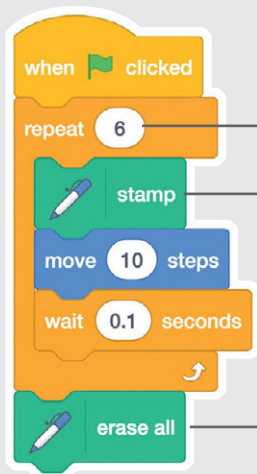 when clicked
repeat 6
stamp
move 10 steps
wait 0.1 seconds
erase all